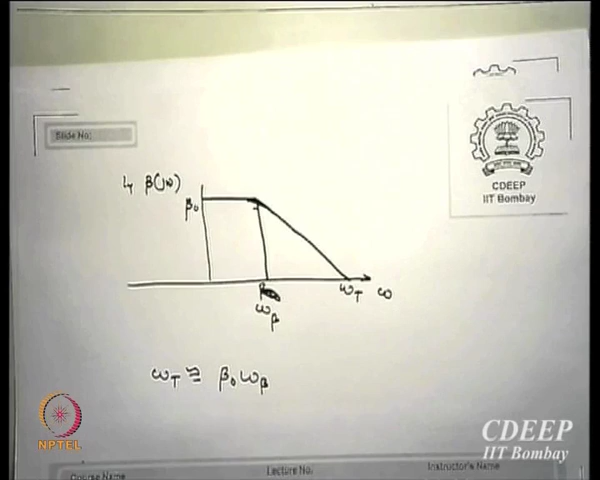 Slide No:
CDEEP
IIT Bombay
β(jω)
β₀
ω_T ω
ω_β
ω_T ≅ β₀ω_β
NPTEL
CDEEP
IIT Bombay
Course Name
Lecture No.
Instructor's Name